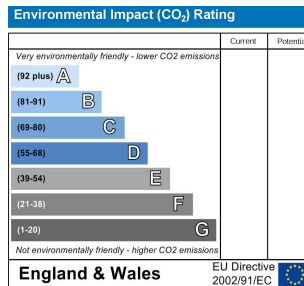 Environmental Impact (CO₂) Rating
Current Potentia
Very environmentally friendly - lower CO2 emissions
(92 plus) A
(81-91) B
(69-80) C
(55-68) D
(39-54) E
(21-38) F
(1-20) G
Not environmentally friendly - higher CO2 emissions
England & Wales
EU Directive
2002/91/EC